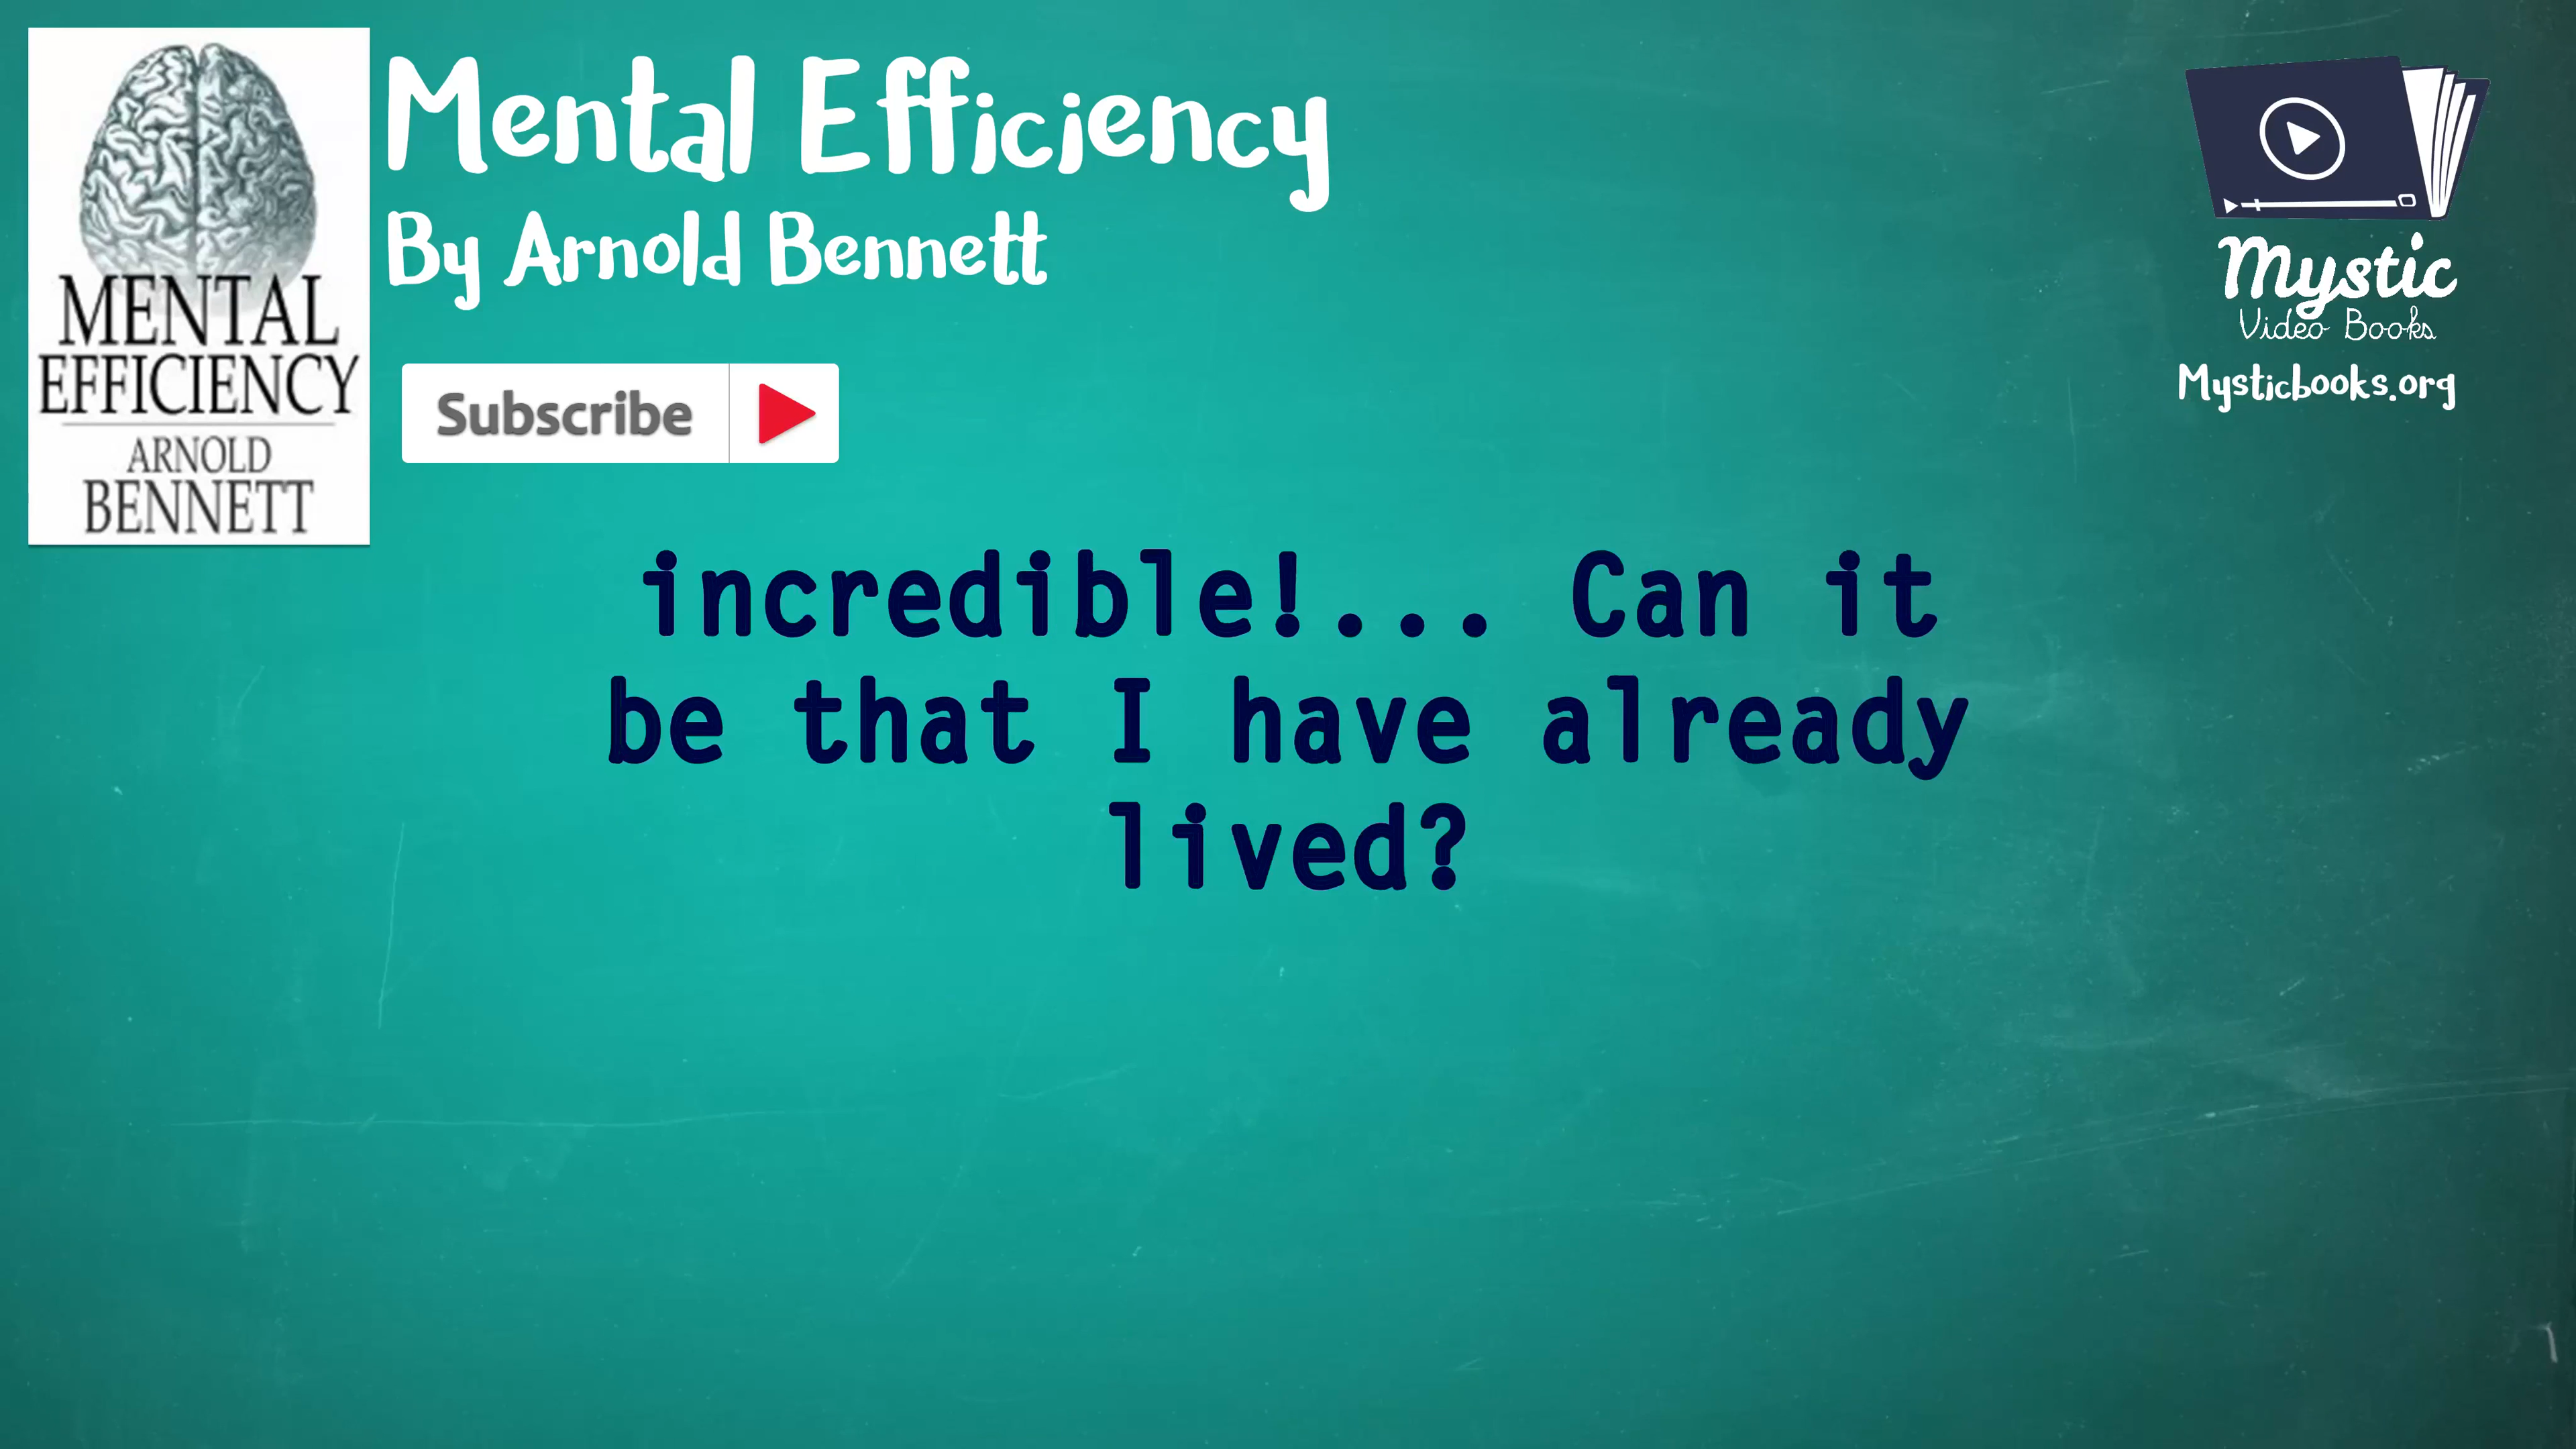 MENTAL
EFFICIENCY
ARNOLD
BENNETT
Mental Efficiency
By Arnold Bennett
Subscribe
Mystic
Video Books
Mysticbooks.org
incredible!... Can it
be that I have already
lived?